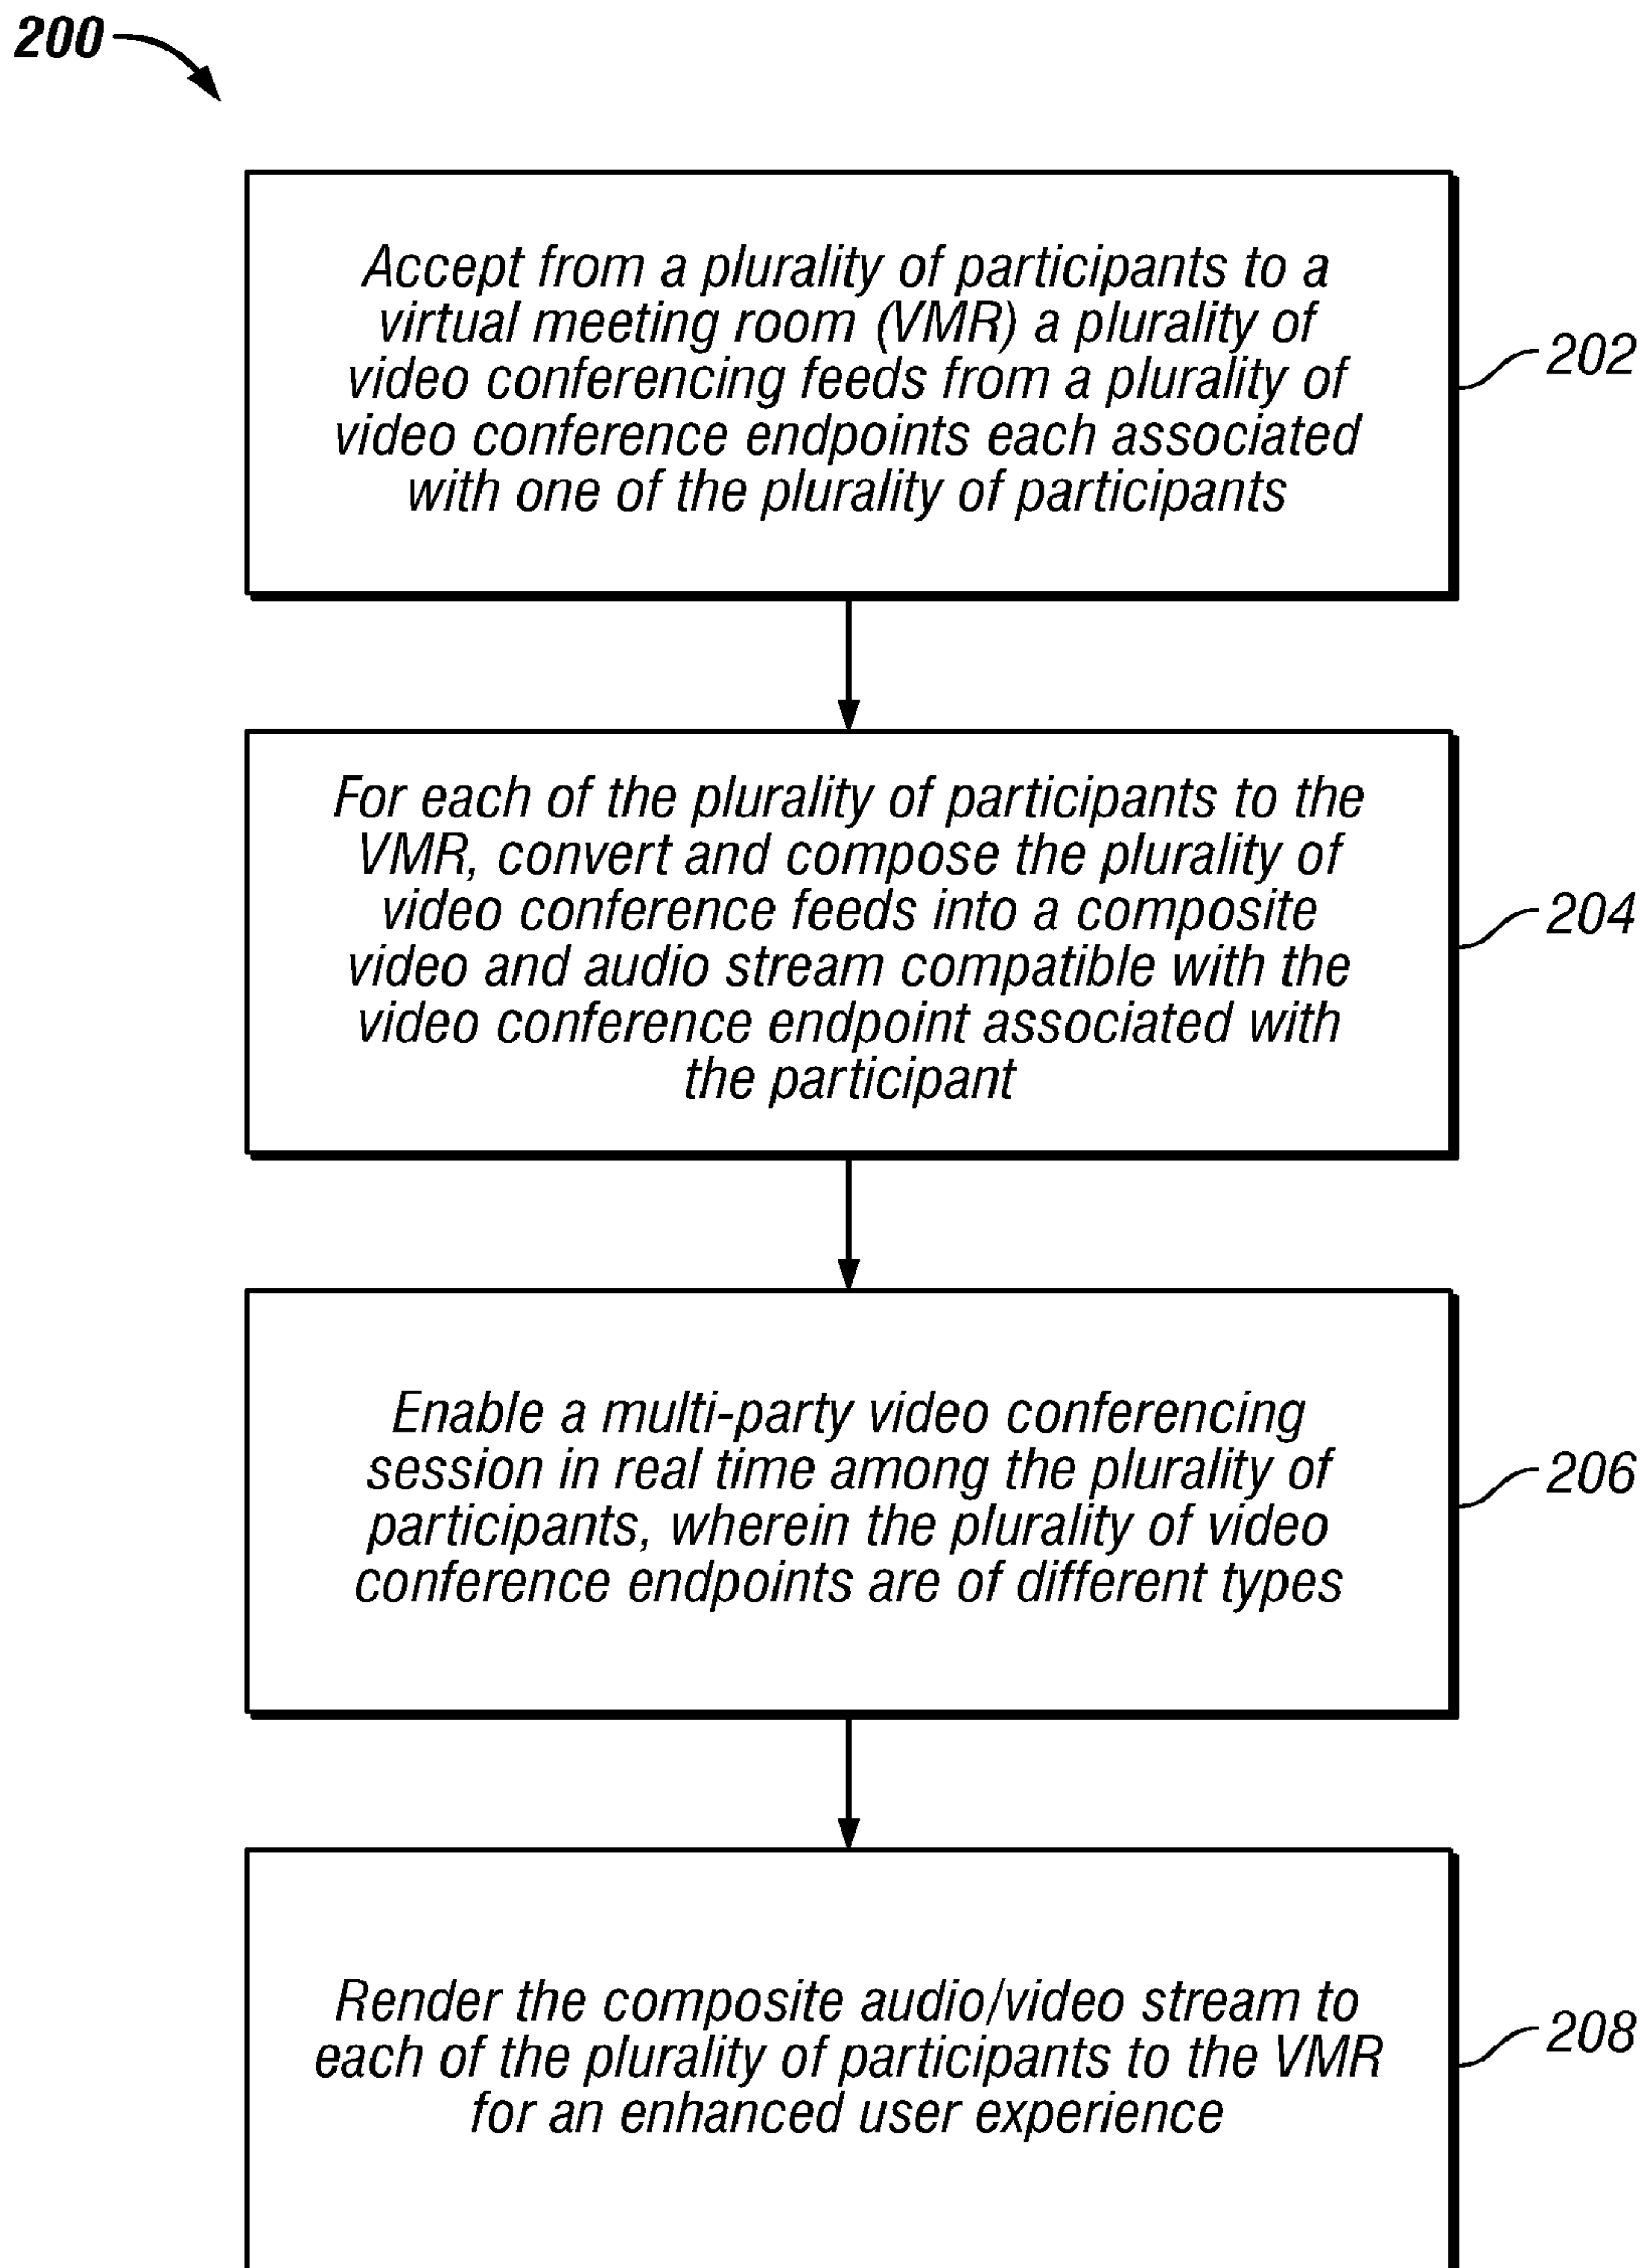 200
Accept from a plurality of participants to a
virtual meeting room (VMR) a plurality of
video conferencing feeds from a plurality of
video conference endpoints each associated
with one of the plurality of participants
202
For each of the plurality of participants to the
VMR, convert and compose the plurality of
video conference feeds into a composite
video and audio stream compatible with the
video conference endpoint associated with
the participant
204
Enable a multi-party video conferencing
session in real time among the plurality of
participants, wherein the plurality of video
conference endpoints are of different types
206
Render the composite audio/video stream to
each of the plurality of participants to the VMR
for an enhanced user experience
208